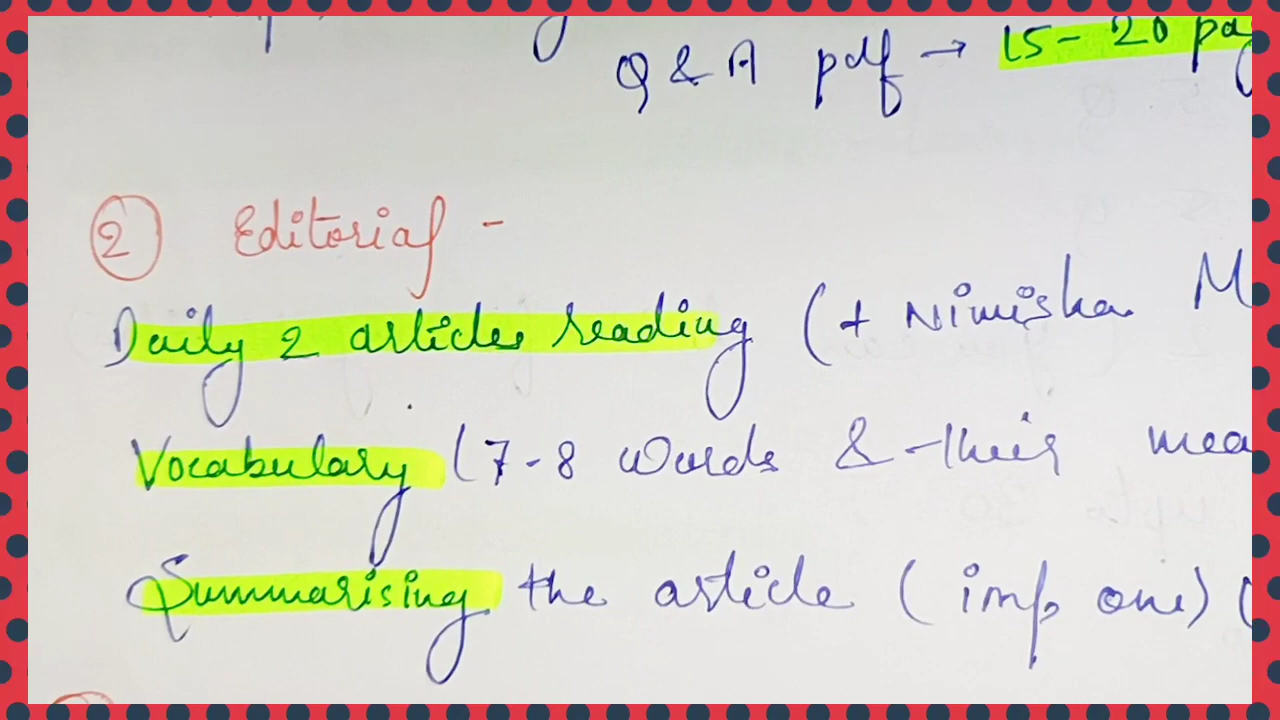 Q & A pdf → 15 - 20 pag
2 Editorial -
Daily 2 articles reading (+ Nimisha M
Vocabulary (7-8 words & their mea
Summarising the article (imp one) (